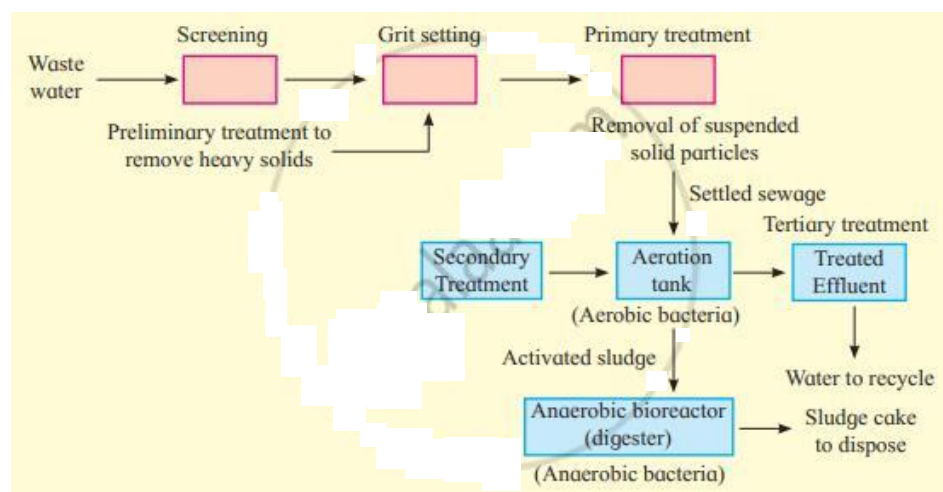 Screening
Grit setting
Primary treatment
Waste
water
Preliminary treatment to
remove heavy solids
Removal of suspended
solid particles
Settled sewage
Tertiary treatment
Secondary
Treatment
Aeration
tank
Treated
Effluent
(Aerobic bacteria)
Activated sludge
Water to recycle
Anaerobic bioreactor
(digester)
Sludge cake
to dispose
(Anaerobic bacteria)